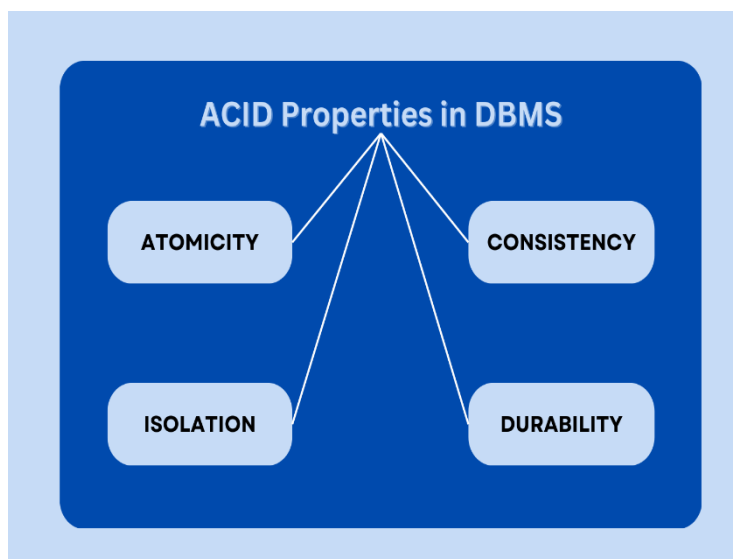 ACID Properties in DBMS
ATOMICITY
CONSISTENCY
ISOLATION
DURABILITY